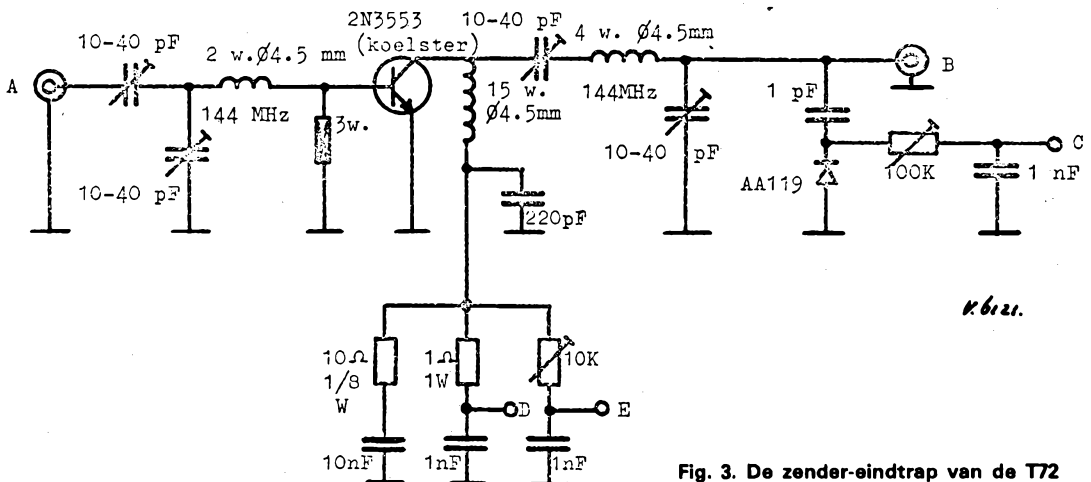 2N3553
(koelster)
10-40 pF
4 w. Ø4.5mm
10-40 pF
2 w.Ø4.5 mm
A
B
144 MHz
3w.
15 w.
Ø4.5mm
144MHz
1 pF
10-40 pF
10-40 pF
AA119
100K
C
1 nF
220pF
10Ω
1/8
W
1Ω
1W
10K
D
E
10nF
1nF
1nF
Fig. 3. De zender-eindtrap van de T72